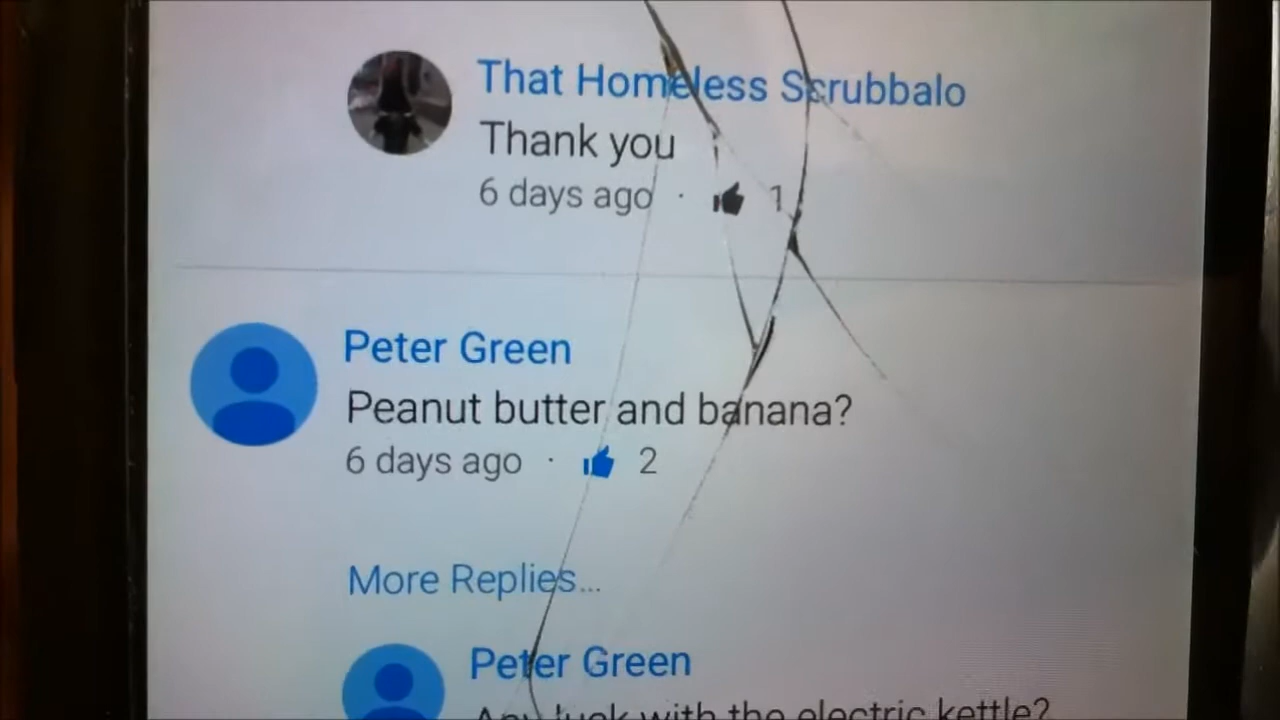 That Homeless Scrubbalo
Thank you
6 days ago · 1
Peter Green
Peanut butter and banana?
6 days ago · 2
More Replies...
Peter Green
Any luck with the electric kettle?